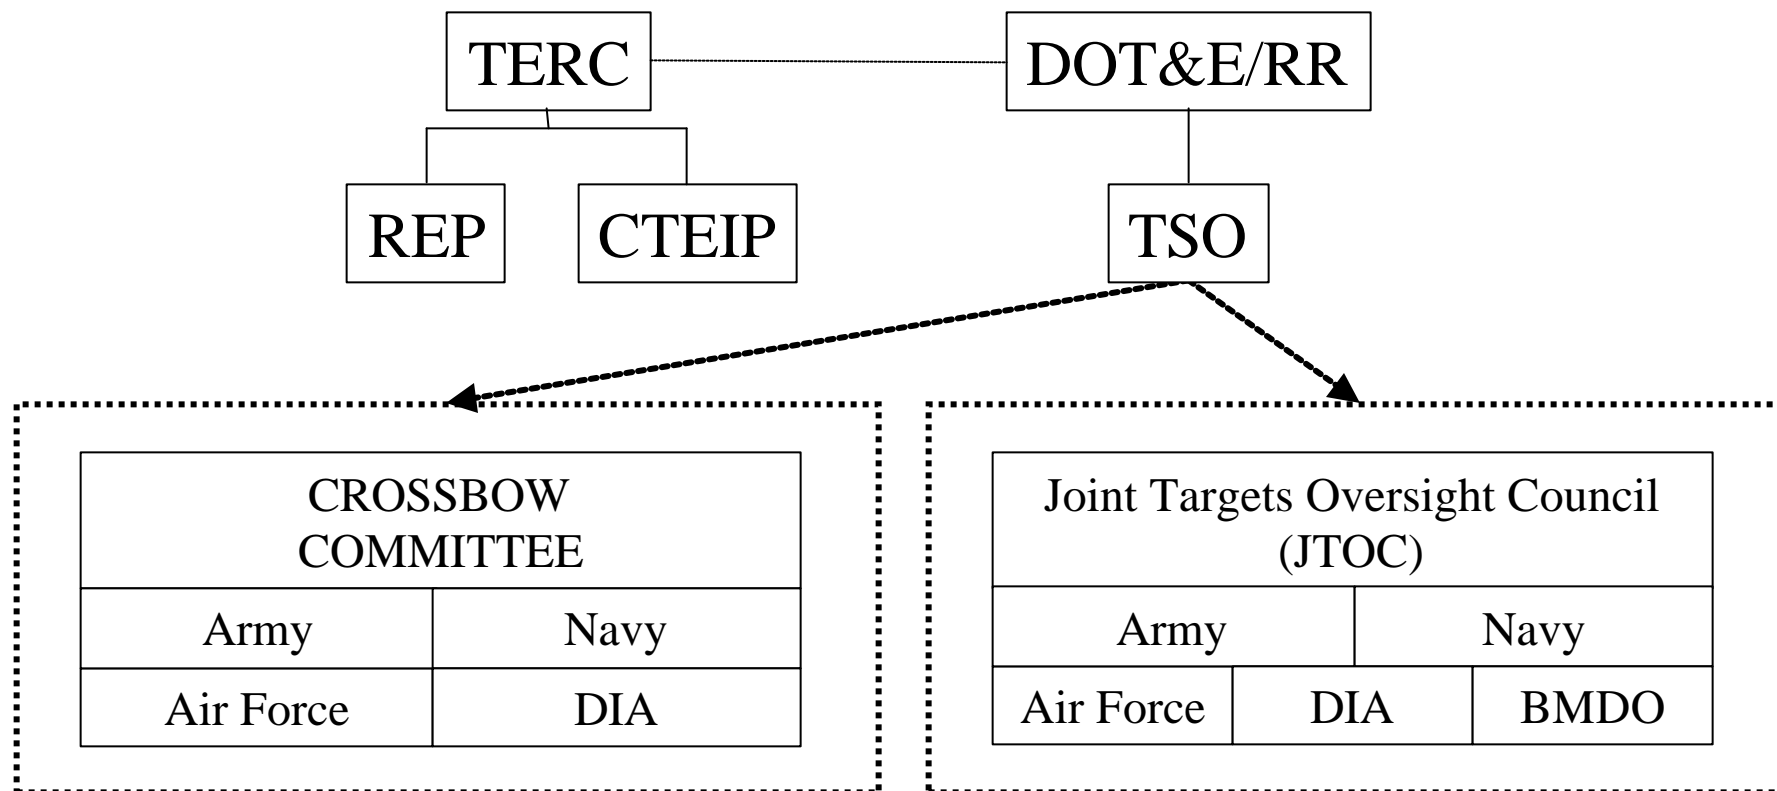 TERC
DOT&E/RR
REP
CTEIP
TSO
CROSSBOW
COMMITTEE
Army
Navy
Air Force
DIA
Joint Targets Oversight Council
(JTOC)
Army
Navy
Air Force
DIA
BMDO